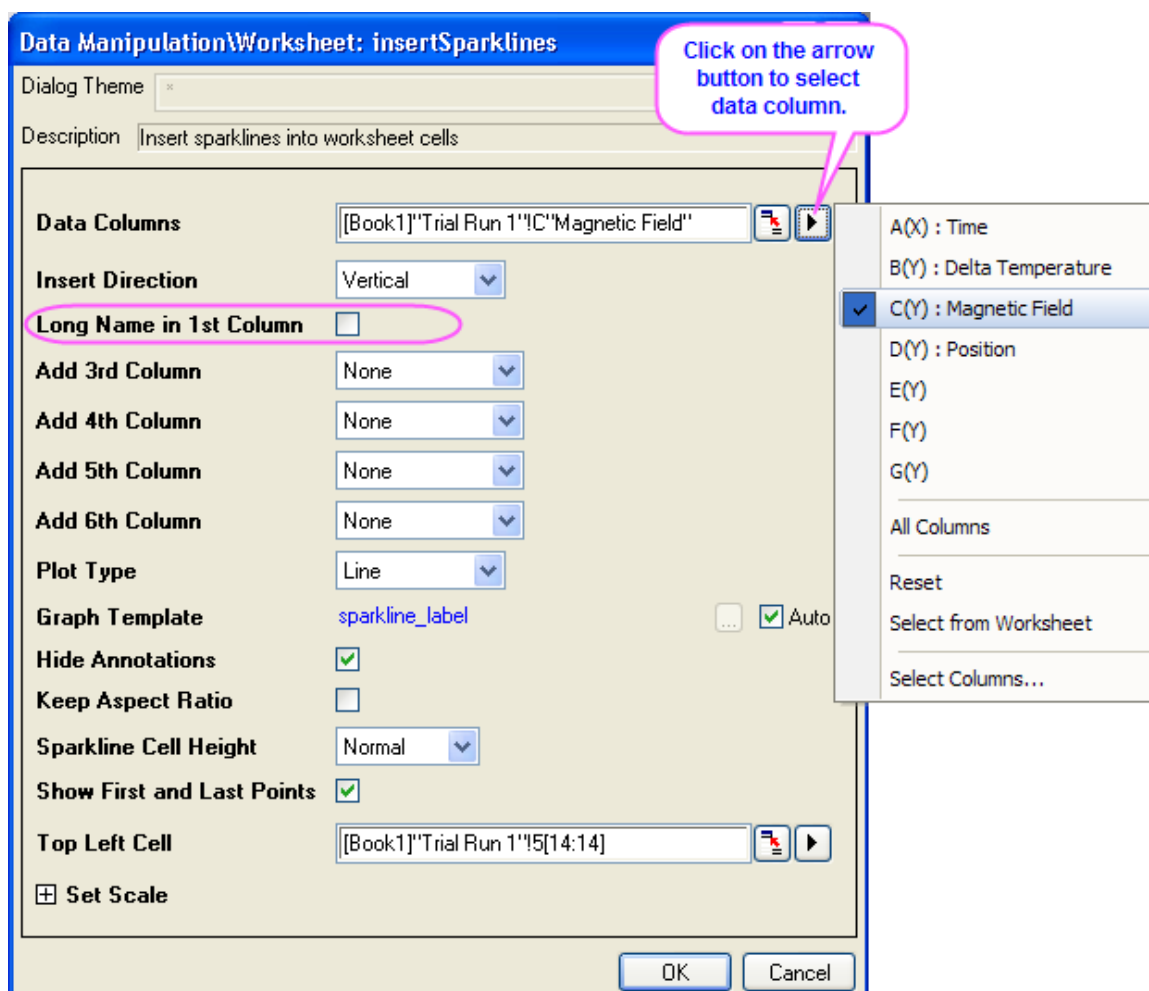 Data Manipulation\Worksheet: insertSparklines
Click on the arrow
button to select
data column.
Dialog Theme *
Description Insert sparklines into worksheet cells
Data Columns [Book1]"Trial Run 1"!C"Magnetic Field"
Insert Direction Vertical
Long Name in 1st Column
Add 3rd Column None
Add 4th Column None
Add 5th Column None
Add 6th Column None
Plot Type Line
Graph Template sparkline_label ... Auto
Hide Annotations
Keep Aspect Ratio
Sparkline Cell Height Normal
Show First and Last Points
Top Left Cell [Book1]"Trial Run 1"!5[14:14]
Set Scale
OK Cancel
A(X) : Time
B(Y) : Delta Temperature
C(Y) : Magnetic Field
D(Y) : Position
E(Y)
F(Y)
G(Y)
All Columns
Reset
Select from Worksheet
Select Columns...